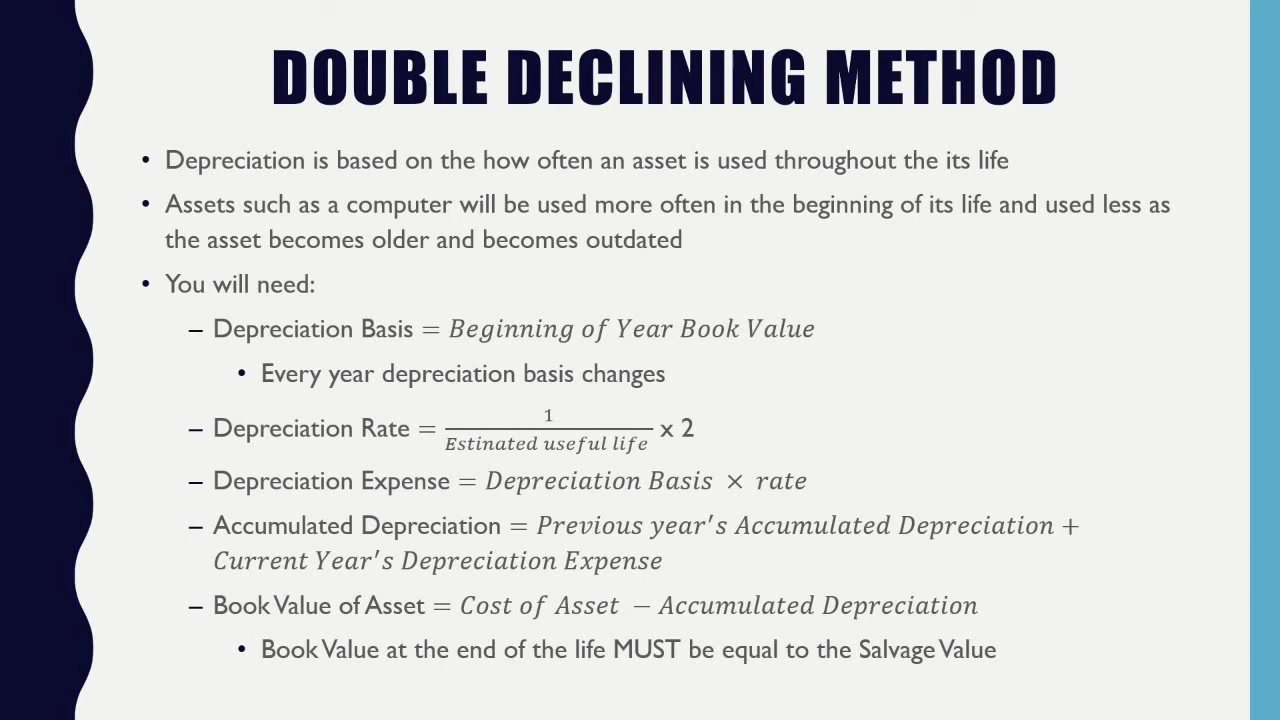 DOUBLE DECLINING METHOD
• Depreciation is based on the how often an asset is used throughout the its life
• Assets such as a computer will be used more often in the beginning of its life and used less as
the asset becomes older and becomes outdated
• You will need:
– Depreciation Basis = Beginning of Year Book Value
• Every year depreciation basis changes
– Depreciation Rate = 1 / Estinated useful life x 2
– Depreciation Expense = Depreciation Basis × rate
– Accumulated Depreciation = Previous year's Accumulated Depreciation +
Current Year's Depreciation Expense
– Book Value of Asset = Cost of Asset − Accumulated Depreciation
• Book Value at the end of the life MUST be equal to the Salvage Value